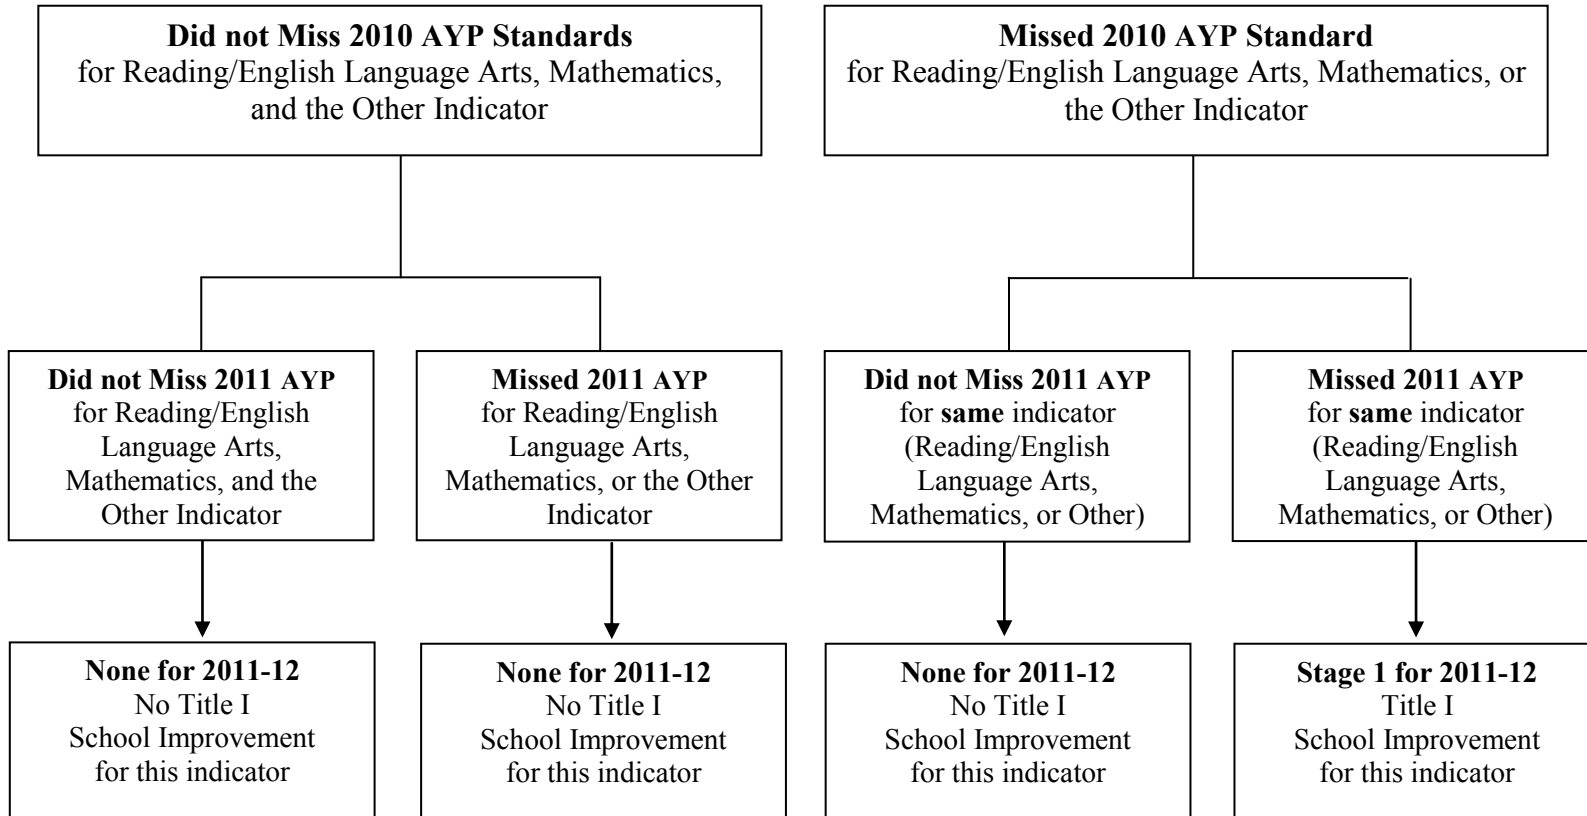 Did not Miss 2010 AYP Standards
for Reading/English Language Arts, Mathematics,
and the Other Indicator
Missed 2010 AYP Standard
for Reading/English Language Arts, Mathematics, or
the Other Indicator
Did not Miss 2011 AYP
for Reading/English
Language Arts,
Mathematics, and the
Other Indicator
Missed 2011 AYP
for Reading/English
Language Arts,
Mathematics, or the Other
Indicator
Did not Miss 2011 AYP
for same indicator
(Reading/English
Language Arts,
Mathematics, or Other)
Missed 2011 AYP
for same indicator
(Reading/English
Language Arts,
Mathematics, or Other)
None for 2011-12
No Title I
School Improvement
for this indicator
None for 2011-12
No Title I
School Improvement
for this indicator
None for 2011-12
No Title I
School Improvement
for this indicator
Stage 1 for 2011-12
Title I
School Improvement
for this indicator